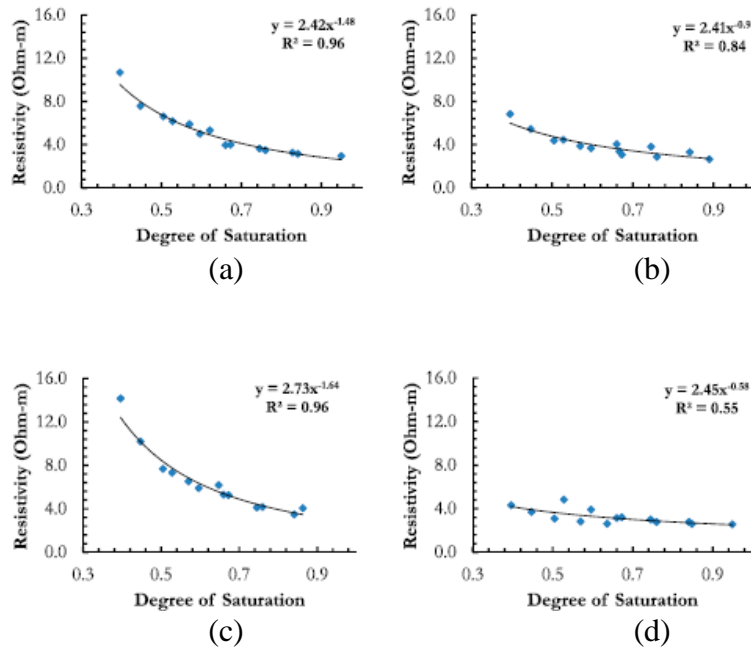 16.0
12.0
8.0
4.0
0.0
0.3 0.5 0.7 0.9
Resistivity (Ohm-m)
Degree of Saturation
y = 2.42x^-1.48
R² = 0.96
(a)
16.0
12.0
8.0
4.0
0.0
0.3 0.5 0.7 0.9
Resistivity (Ohm-m)
Degree of Saturation
y = 2.41x^-0.9
R² = 0.84
(b)
16.0
12.0
8.0
4.0
0.0
0.3 0.5 0.7 0.9
Resistivity (Ohm-m)
Degree of Saturation
y = 2.73x^-1.64
R² = 0.96
(c)
16.0
12.0
8.0
4.0
0.0
0.3 0.5 0.7 0.9
Resistivity (Ohm-m)
Degree of Saturation
y = 2.45x^-0.58
R² = 0.55
(d)